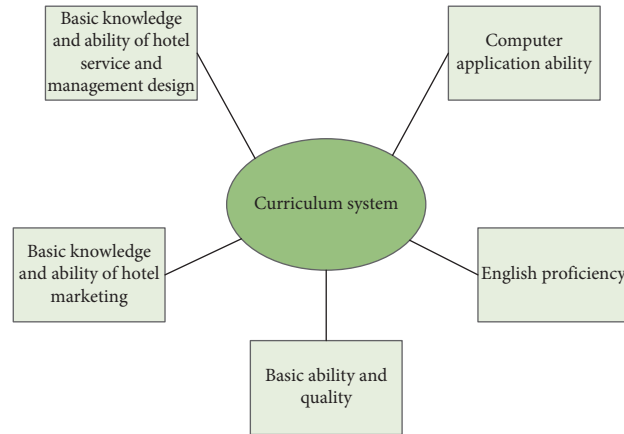 Basic knowledge
and ability of hotel
service and
management design
Computer
application ability
Curriculum system
Basic knowledge
and ability of hotel
marketing
English proficiency
Basic ability and
quality